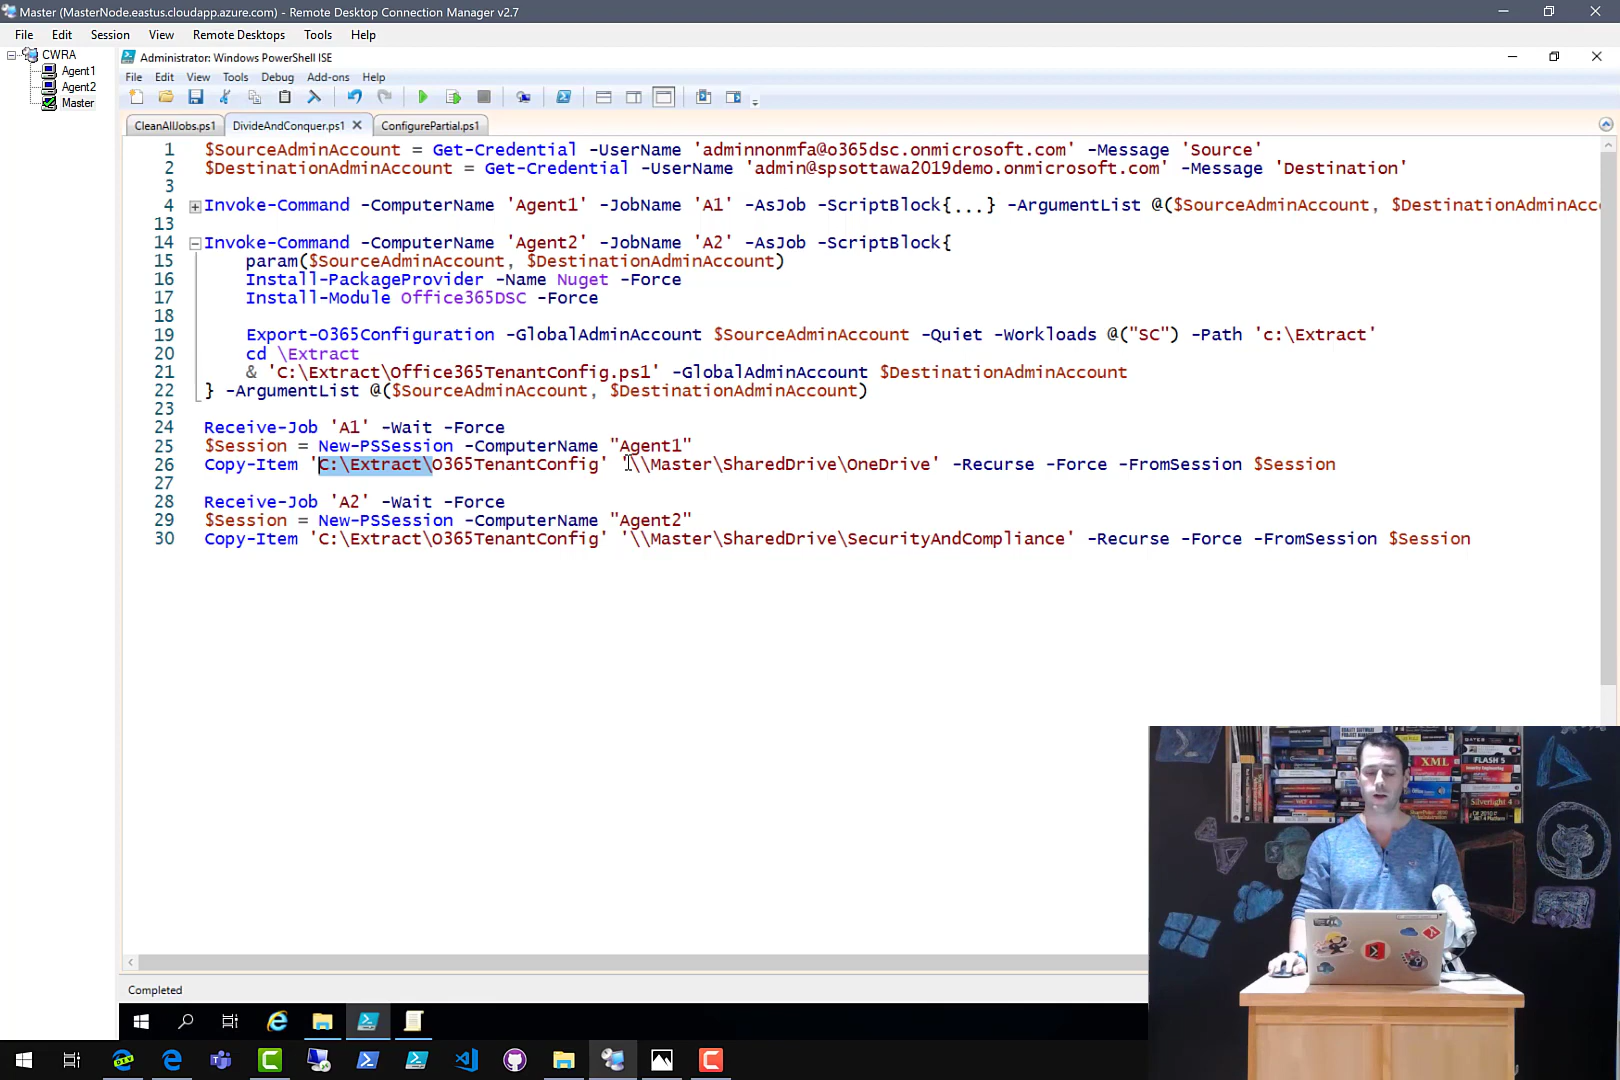 Master (MasterNode.eastus.cloudapp.azure.com) - Remote Desktop Connection Manager v2.7
File Edit Session View Remote Desktops Tools Help
CWRA
Agent1
Agent2
Master
Administrator: Windows PowerShell ISE
File Edit View Tools Debug Add-ons Help
CleanAllJobs.ps1 DivideAndConquer.ps1 ConfigurePartial.ps1
1 $SourceAdminAccount = Get-Credential -UserName 'adminnonmfa@o365dsc.onmicrosoft.com' -Message 'Source'
2 $DestinationAdminAccount = Get-Credential -UserName 'admin@spsottawa2019demo.onmicrosoft.com' -Message 'Destination'
3
4 Invoke-Command -ComputerName 'Agent1' -JobName 'A1' -AsJob -ScriptBlock{...} -ArgumentList @($SourceAdminAccount, $DestinationAdminAcc
13
14 Invoke-Command -ComputerName 'Agent2' -JobName 'A2' -AsJob -ScriptBlock{
15 param($SourceAdminAccount, $DestinationAdminAccount)
16 Install-PackageProvider -Name Nuget -Force
17 Install-Module Office365DSC -Force
18
19 Export-O365Configuration -GlobalAdminAccount $SourceAdminAccount -Quiet -Workloads @("SC") -Path 'c:\Extract'
20 cd \Extract
21 & 'C:\Extract\Office365TenantConfig.ps1' -GlobalAdminAccount $DestinationAdminAccount
22 } -ArgumentList @($SourceAdminAccount, $DestinationAdminAccount)
23
24 Receive-Job 'A1' -Wait -Force
25 $Session = New-PSSession -ComputerName "Agent1"
26 Copy-Item 'C:\Extract\O365TenantConfig' '\\Master\SharedDrive\OneDrive' -Recurse -Force -FromSession $Session
27
28 Receive-Job 'A2' -Wait -Force
29 $Session = New-PSSession -ComputerName "Agent2"
30 Copy-Item 'C:\Extract\O365TenantConfig' '\\Master\SharedDrive\SecurityAndCompliance' -Recurse -Force -FromSession $Session
XML
FLASH 5
Silverlight 4
Completed